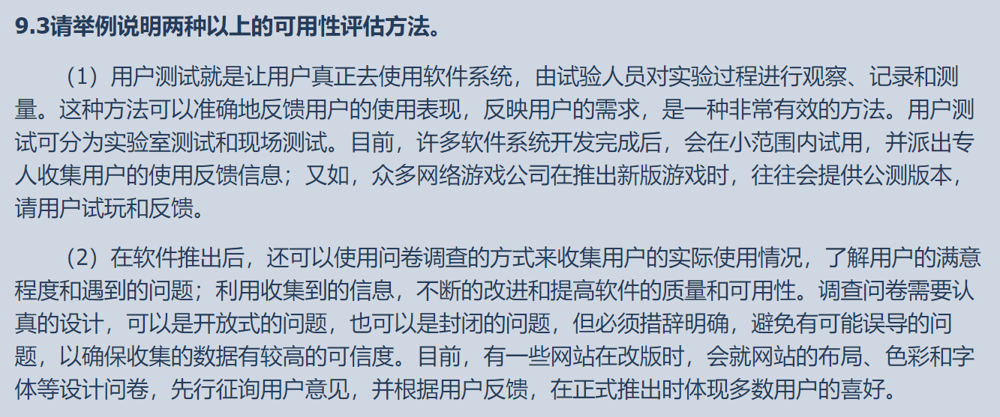 9.3请举例说明两种以上的可用性评估方法。
（1）用户测试就是让用户真正去使用软件系统，由试验人员对实验过程进行观察、记录和测
量。这种方法可以准确地反馈用户的使用表现，反映用户的需求，是一种非常有效的方法。用户测
试可分为实验室测试和现场测试。目前，许多软件系统开发完成后，会在小范围内试用，并派出专
人收集用户的使用反馈信息；又如，众多网络游戏公司在推出新版游戏时，往往会提供公测版本，
请用户试玩和反馈。
（2）在软件推出后，还可以使用问卷调查的方式来收集用户的实际使用情况，了解用户的满意
程度和遇到的问题；利用收集到的信息，不断的改进和提高软件的质量和可用性。调查问卷需要认
真的设计，可以是开放式的问题，也可以是封闭的问题，但必须措辞明确，避免有可能误导的问
题，以确保收集的数据有较高的可信度。目前，有一些网站在改版时，会就网站的布局、色彩和字
体等设计问卷，先行征询用户意见，并根据用户反馈，在正式推出时体现多数用户的喜好。